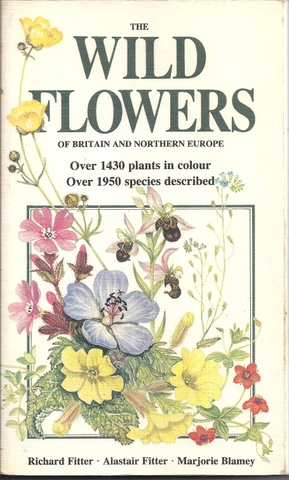 THE
WILD
FLOWERS
OF BRITAIN AND NORTHERN EUROPE
Over 1430 plants in colour
Over 1950 species described
Richard Fitter · Alastair Fitter · Marjorie Blamey